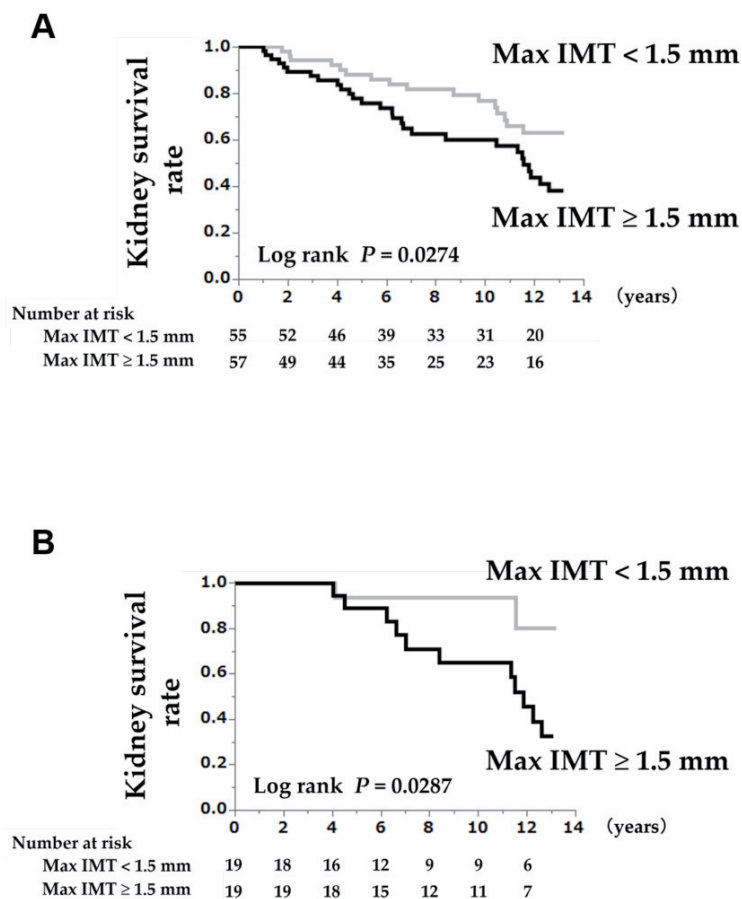 A
Max IMT < 1.5 mm
Kidney survival
rate
1.0
0.8
0.6
0.4
0.2
0.0
Max IMT ≥ 1.5 mm
Log rank P = 0.0274
0 2 4 6 8 10 12 14 (years)
Number at risk
Max IMT < 1.5 mm 55 52 46 39 33 31 20
Max IMT ≥ 1.5 mm 57 49 44 35 25 23 16
B
Max IMT < 1.5 mm
Kidney survival
rate
1.0
0.8
0.6
0.4
0.2
0.0
Max IMT ≥ 1.5 mm
Log rank P = 0.0287
0 2 4 6 8 10 12 14 (years)
Number at risk
Max IMT < 1.5 mm 19 18 16 12 9 9 6
Max IMT ≥ 1.5 mm 19 19 18 15 12 11 7